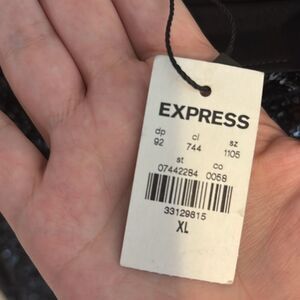 EXPRESS
dp cl sz
92 744 1105
st co
07442284 0058
33129815
XL